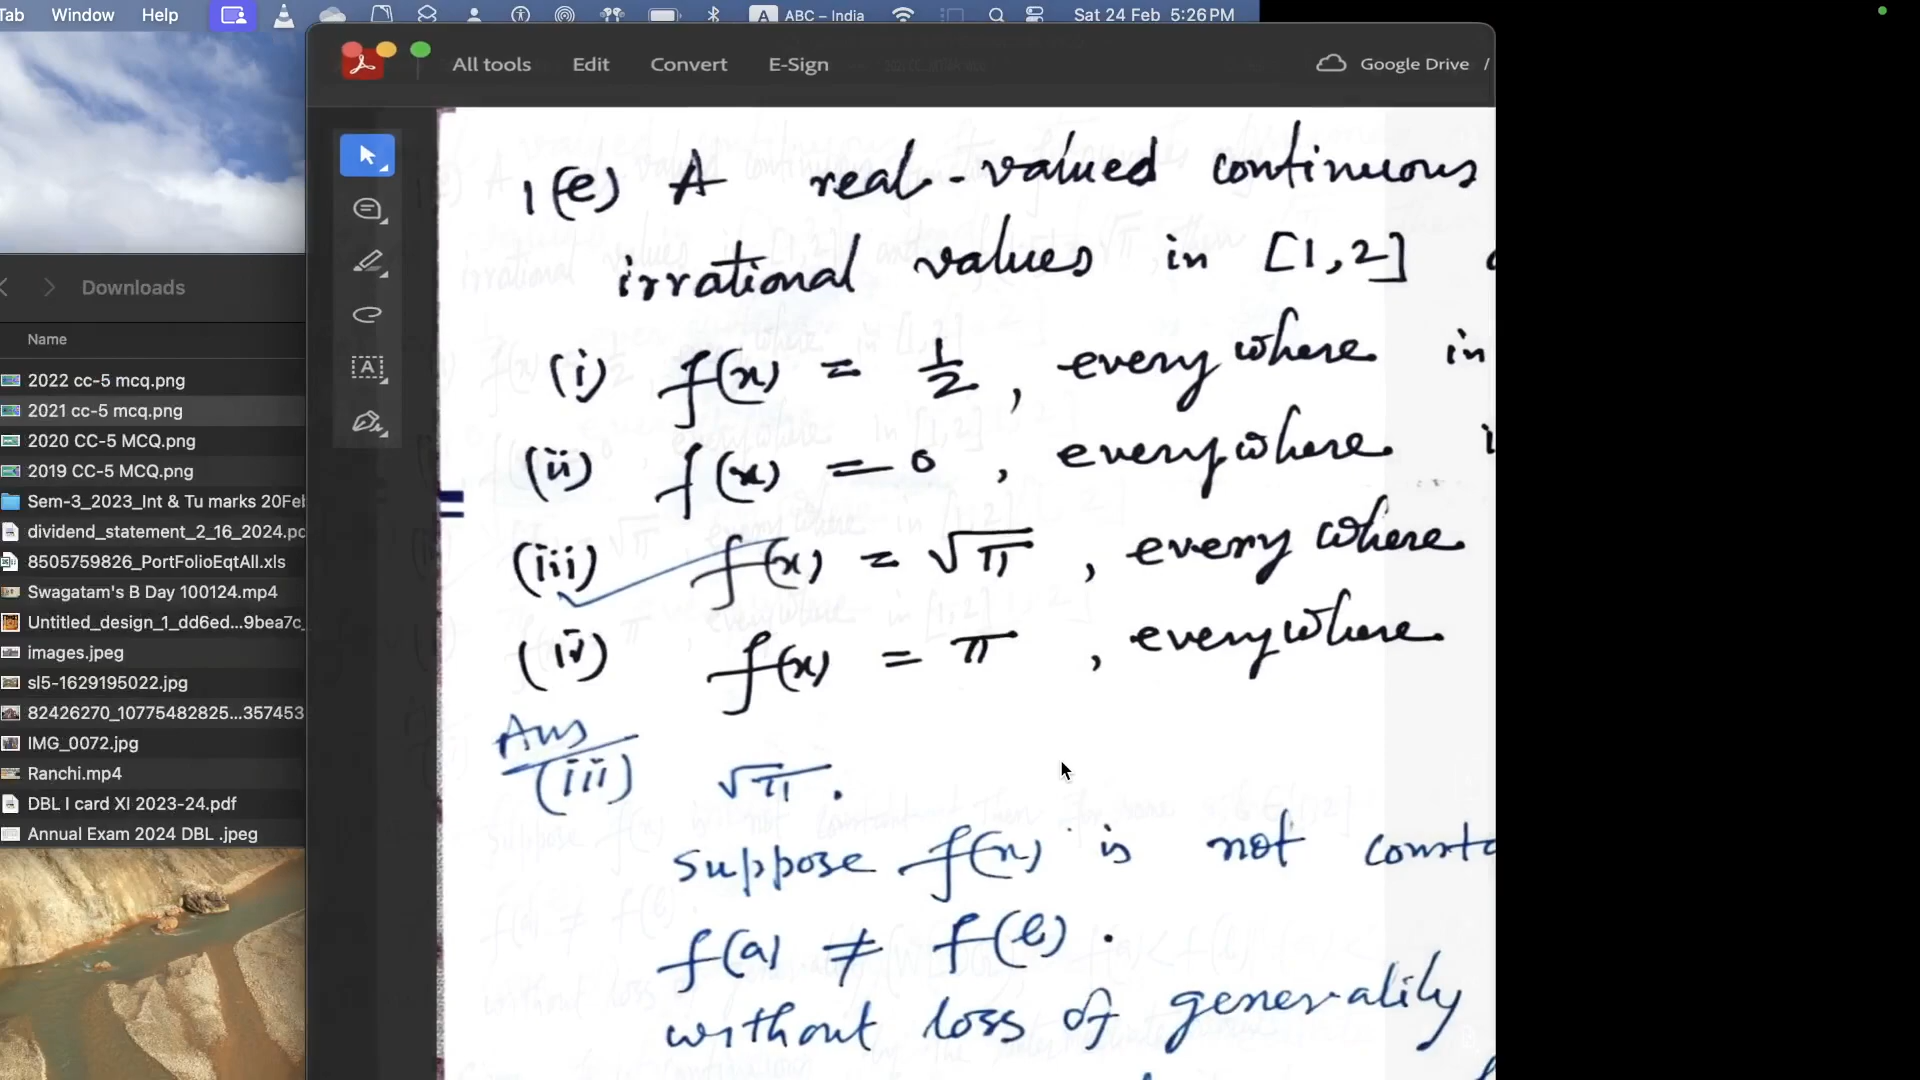 Tab Window Help ABC – India Sat 24 Feb 5:26 PM
All tools Edit Convert E-Sign Google Drive /
Downloads
Name
2022 cc-5 mcq.png
2021 cc-5 mcq.png
2020 CC-5 MCQ.png
2019 CC-5 MCQ.png
Sem-3_2023_Int & Tu marks 20Feb
dividend_statement_2_16_2024.pd
8505759826_PortFolioEqtAll.xls
Swagatam's B Day 100124.mp4
Untitled_design_1_dd6ed...9bea7c_
images.jpeg
sl5-1629195022.jpg
82426270_10775482825...357453
IMG_0072.jpg
Ranchi.mp4
DBL I card XI 2023-24.pdf
Annual Exam 2024 DBL .jpeg
1(e) A real-valued continuous
irrational values in [1,2]
(i) f(x) = 1/2, everywhere in
(ii) f(x) = 0, everywhere i
(iii) f(x) = √π, everywhere
(iv) f(x) = π, everywhere
Ans
(iii) √π.
Suppose f(x) is not consta
f(a) ≠ f(b).
without loss of generality